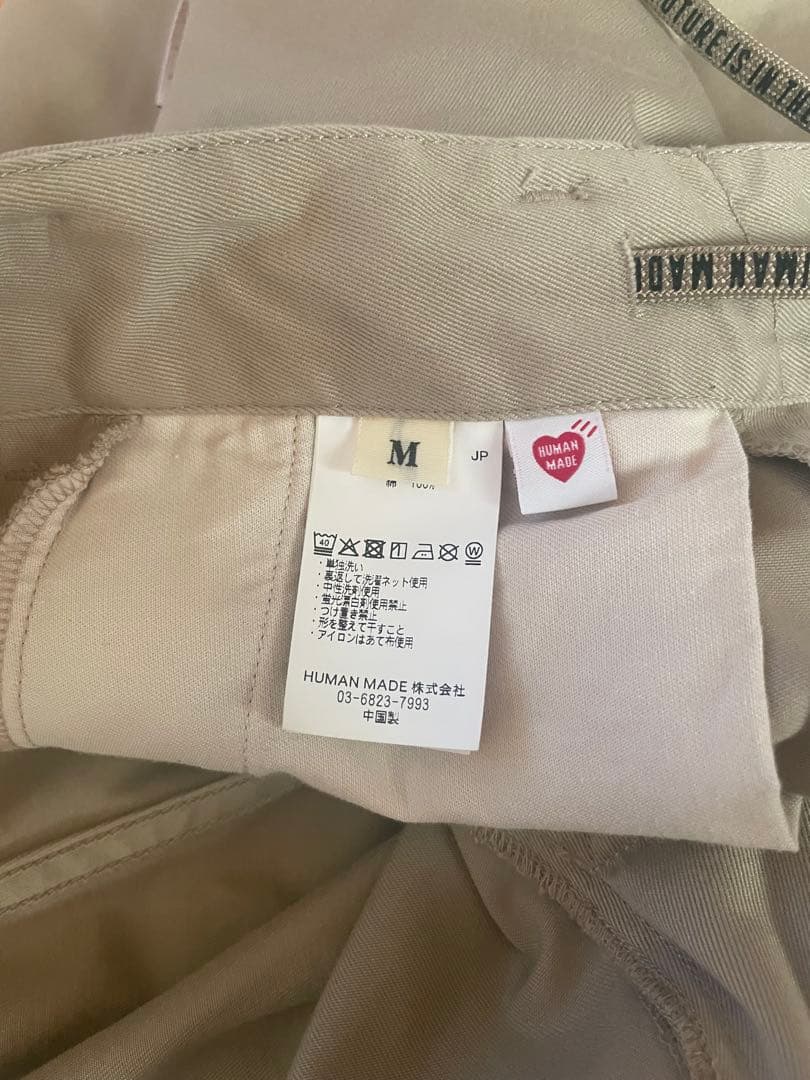 FUTURE IS IN THE
HUMAN MADE
M
JP
綿 100%
HUMAN
MADE
40
W
・単独洗い
・裏返して洗濯ネット使用
・中性洗剤使用
・蛍光漂白剤使用禁止
・つけ置き禁止
・形を整えて干すこと
・アイロンはあて布使用
HUMAN MADE 株式会社
03-6823-7993
中国製